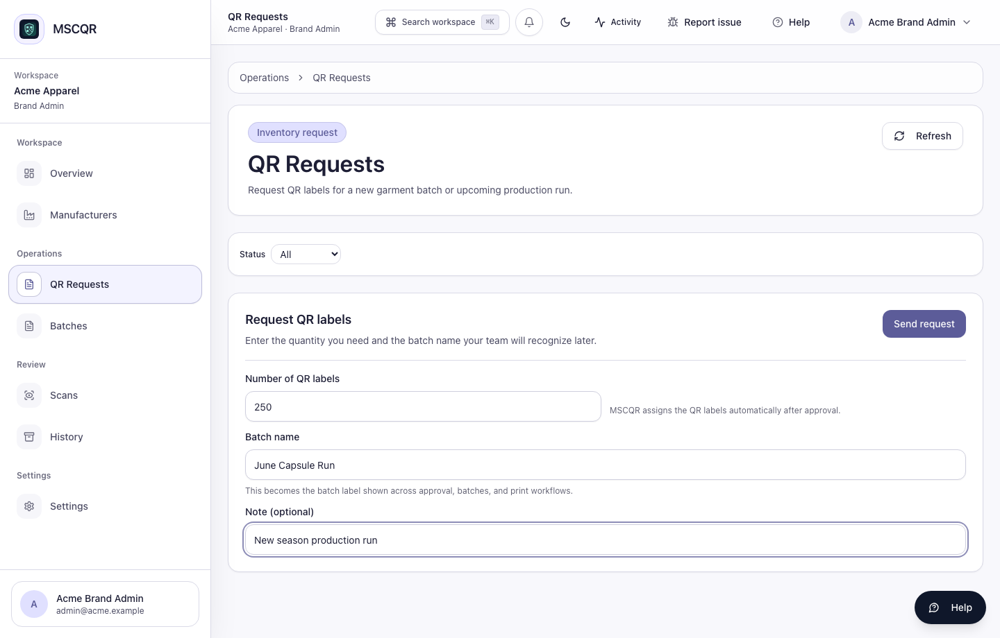 MSCQR
Workspace
Acme Apparel
Brand Admin
Workspace
Overview
Manufacturers
Operations
QR Requests
Batches
Review
Scans
History
Settings
Settings
A
Acme Brand Admin
admin@acme.example
QR Requests
Acme Apparel · Brand Admin
Search workspace ⌘K
Activity
Report issue
Help
A Acme Brand Admin
Operations > QR Requests
Inventory request
Refresh
QR Requests
Request QR labels for a new garment batch or upcoming production run.
Status All
Request QR labels
Send request
Enter the quantity you need and the batch name your team will recognize later.
Number of QR labels
250
MSCQR assigns the QR labels automatically after approval.
Batch name
June Capsule Run
This becomes the batch label shown across approval, batches, and print workflows.
Note (optional)
New season production run
Help